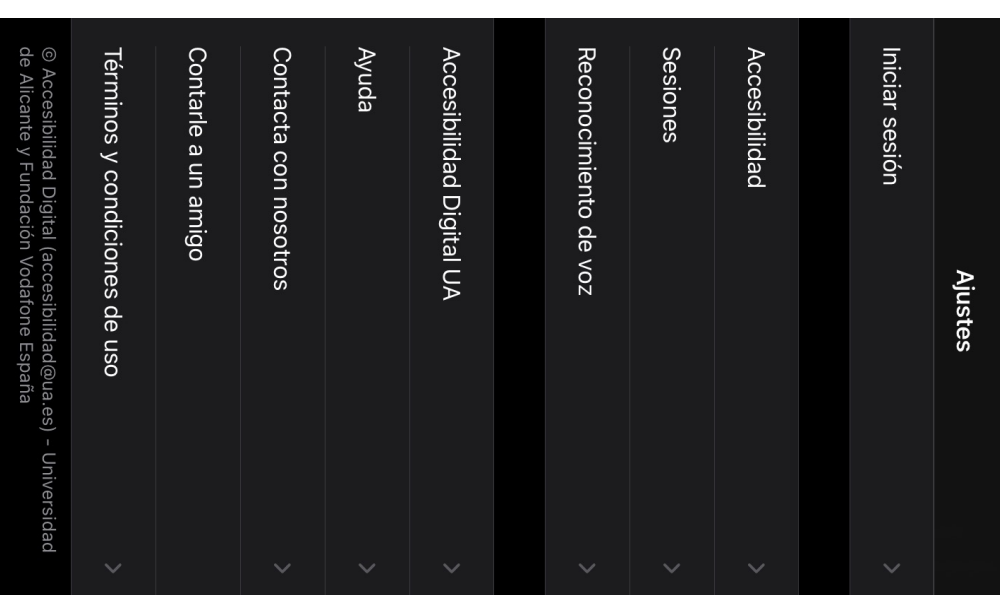 Ajustes
Iniciar sesión
Accesibilidad
Sesiones
Reconocimiento de voz
Accesibilidad Digital UA
Ayuda
Contacta con nosotros
Contarle a un amigo
Términos y condiciones de uso
© Accesibilidad Digital (accesibilidad@ua.es) - Universidad
de Alicante y Fundación Vodafone España